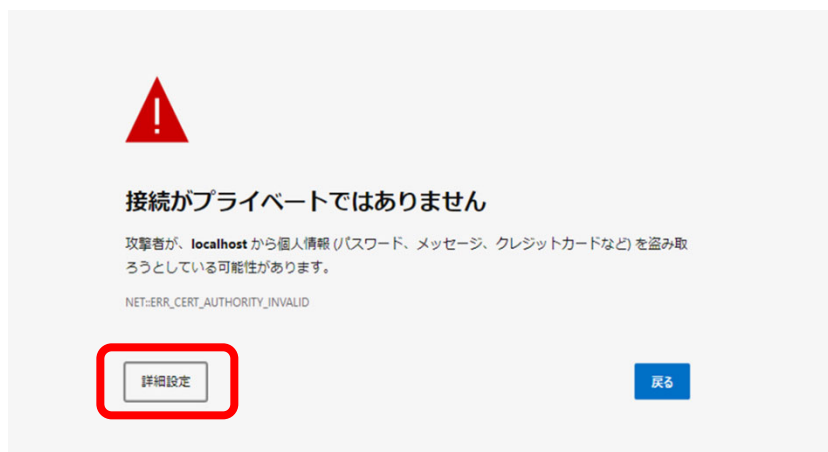 接続がプライベートではありません
攻撃者が、localhost から個人情報 (パスワード、メッセージ、クレジットカードなど) を盗み取
ろうとしている可能性があります。
NET::ERR_CERT_AUTHORITY_INVALID
詳細設定
戻る